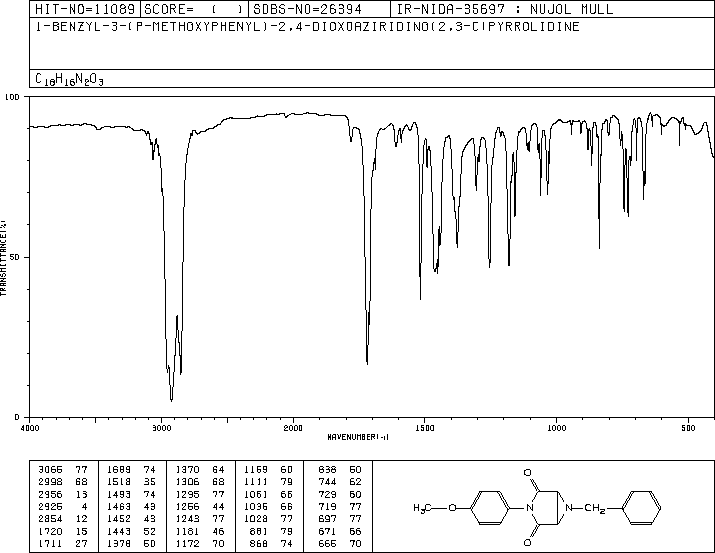 HIT-NO=11089 SCORE= ( ) SDBS-NO=26394 IR-NIDA-35697 : NUJOL MULL
1-BENZYL-3-(P-METHOXYPHENYL)-2,4-DIOXOAZIRIDINO(2,3-C)PYRROLIDINE
C18H16N2O3
100
50
0
TRANSMITTANCE(%)
4000 3000 2000 1500 1000 500
WAVENUMBER(-1)
3065 77 1689 74 1370 64 1169 60 838 50
2998 68 1518 35 1306 68 1111 79 744 62
2956 13 1493 74 1295 77 1061 66 729 60
2925 4 1463 43 1256 44 1036 66 719 77
2854 12 1452 43 1243 77 1028 77 697 77
1720 15 1443 52 1181 46 881 79 671 66
1711 27 1378 50 1172 70 868 74 665 70
O
H3C O N N CH2
O